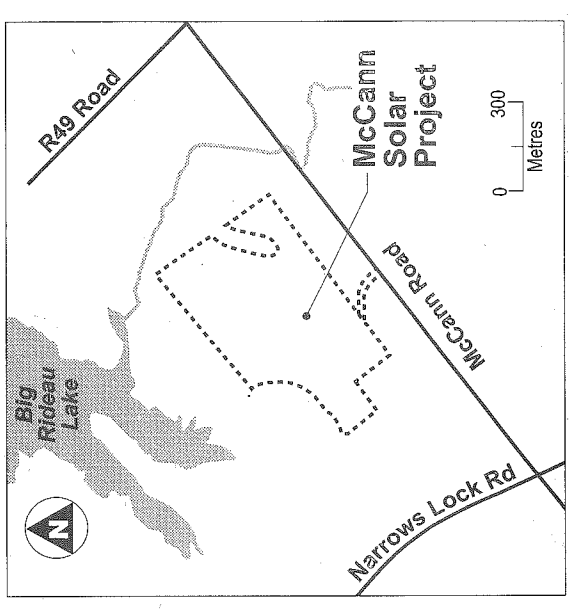 R49 Road
Big
Rideau
Lake
McCann
Solar
Project
0 300
Metres
McCann Road
Narrows Lock Rd
N